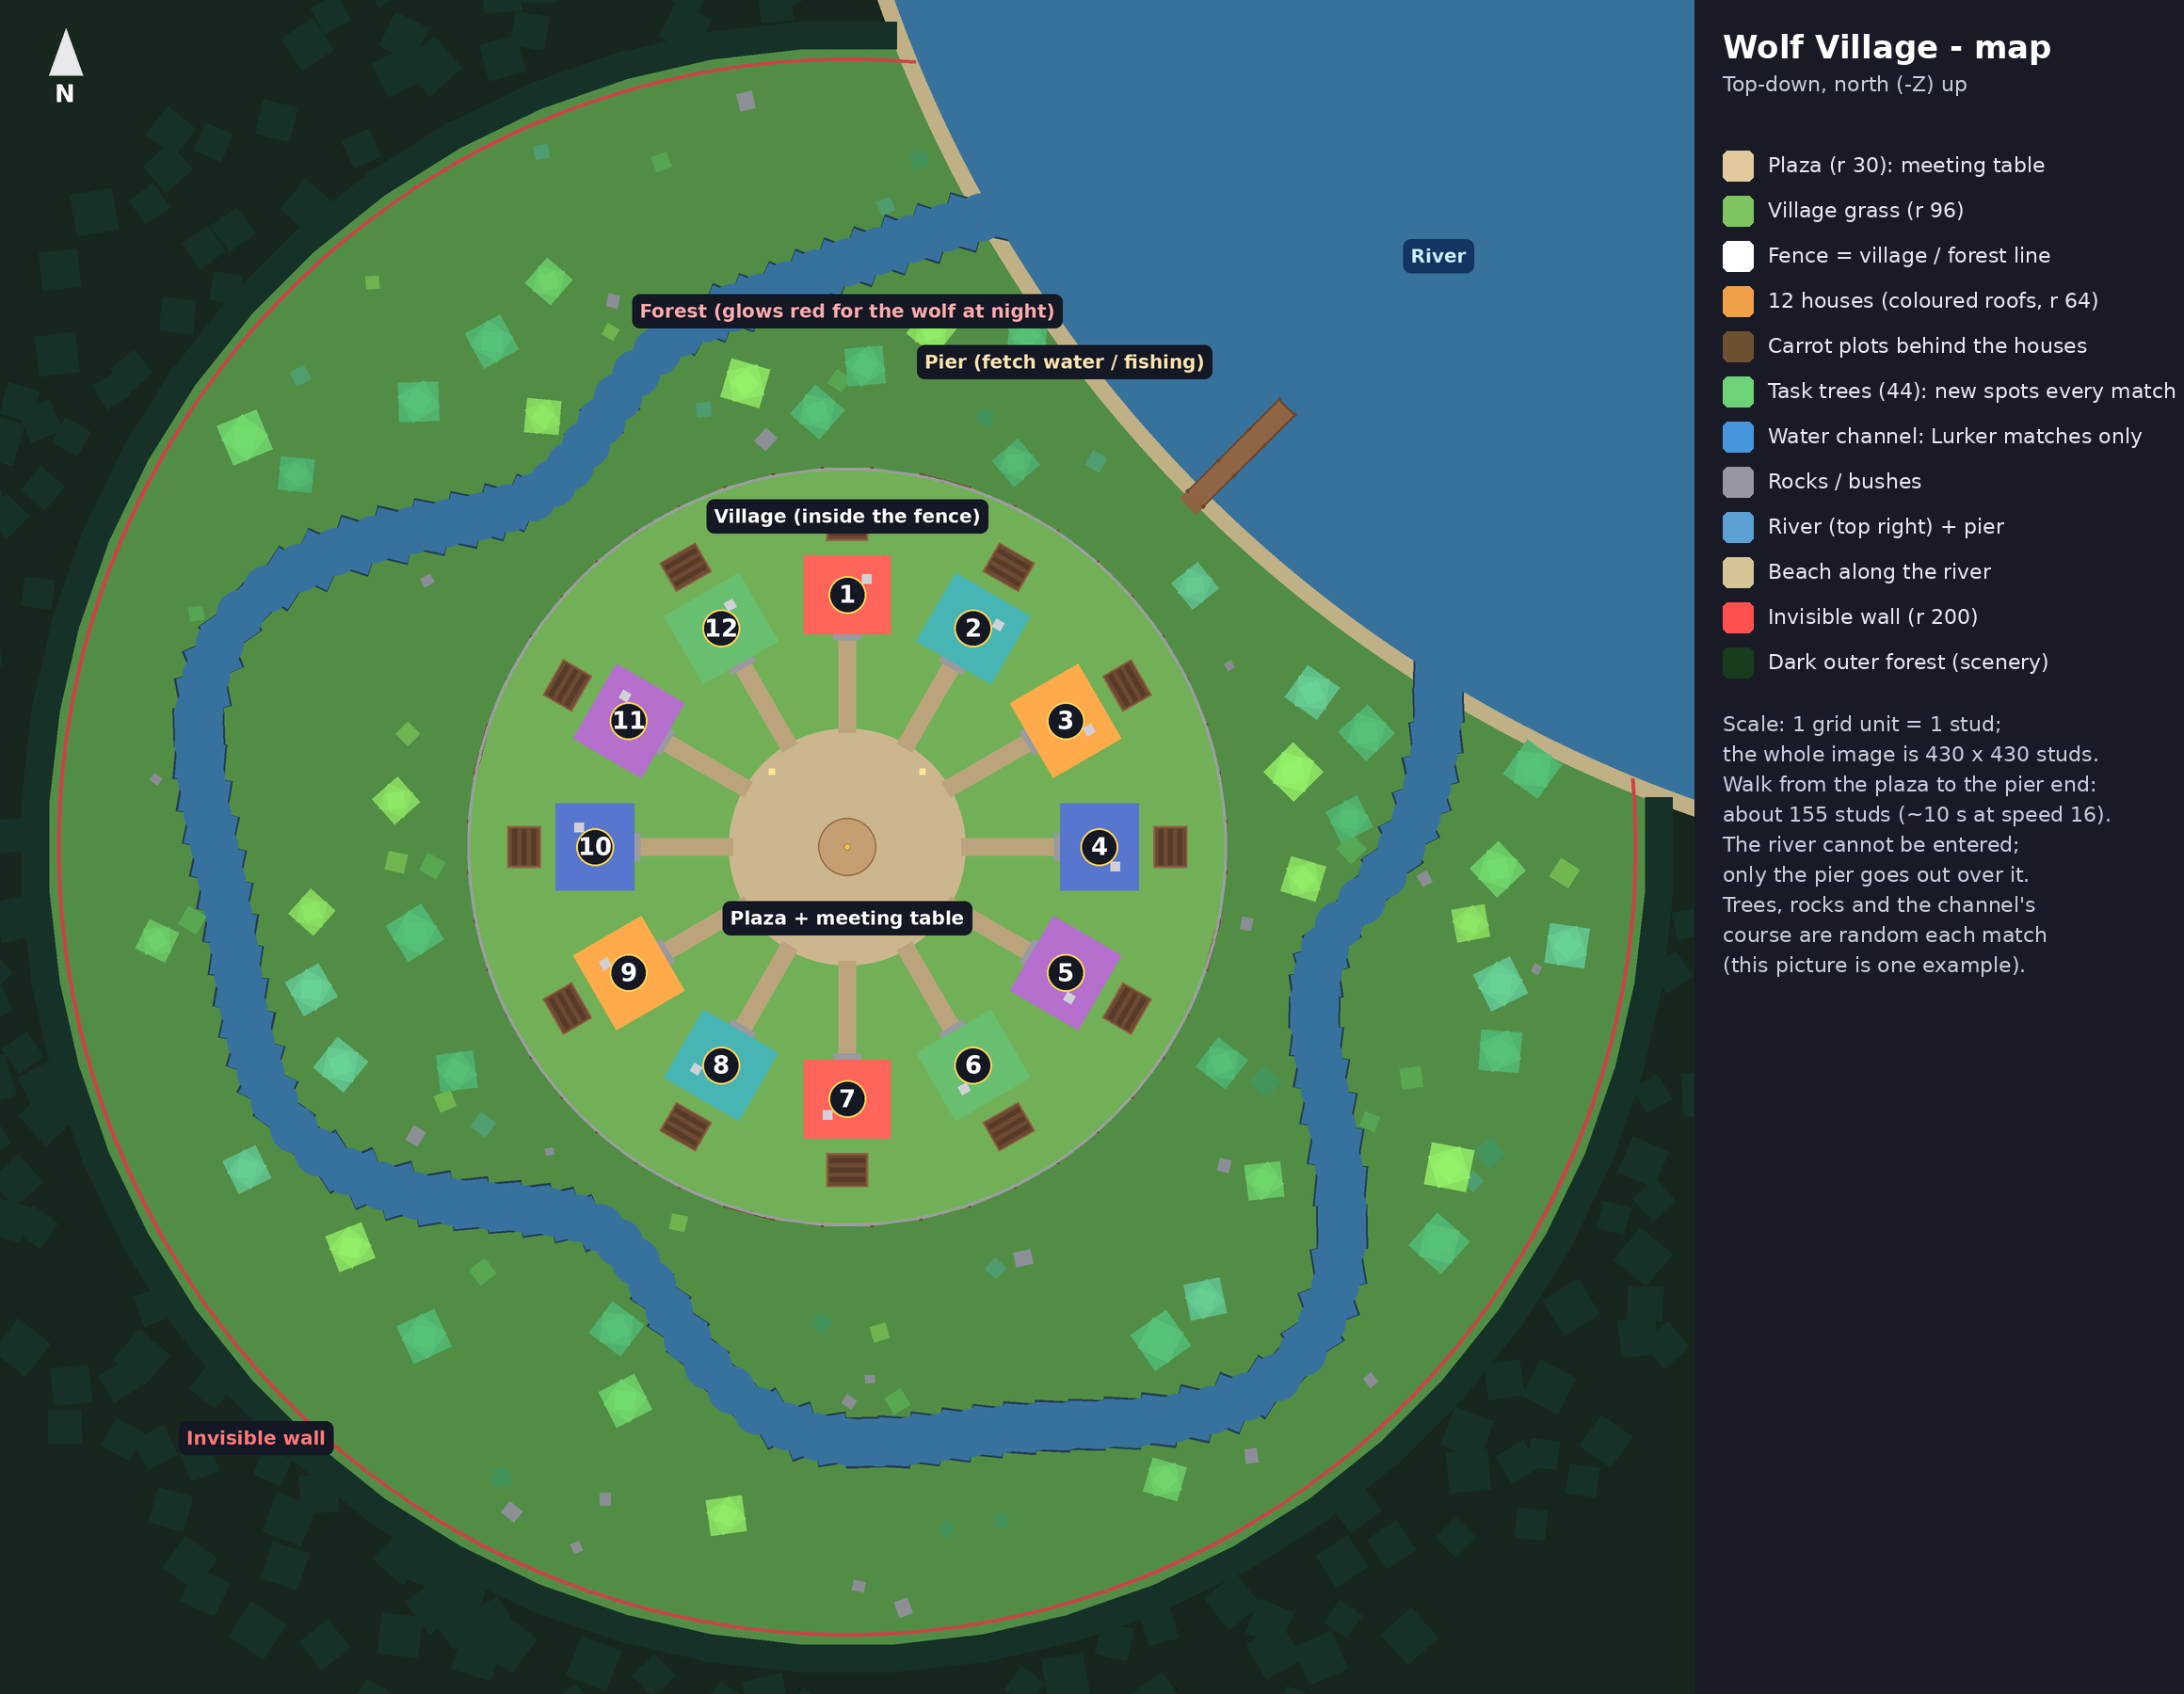 N
Forest (glows red for the wolf at night)
Pier (fetch water / fishing)
River
Village (inside the fence)
1
12
2
11
3
10
4
Plaza + meeting table
9
5
8
6
7
Invisible wall
Wolf Village - map
Top-down, north (-Z) up
Plaza (r 30): meeting table
Village grass (r 96)
Fence = village / forest line
12 houses (coloured roofs, r 64)
Carrot plots behind the houses
Task trees (44): new spots every match
Water channel: Lurker matches only
Rocks / bushes
River (top right) + pier
Beach along the river
Invisible wall (r 200)
Dark outer forest (scenery)
Scale: 1 grid unit = 1 stud;
the whole image is 430 x 430 studs.
Walk from the plaza to the pier end:
about 155 studs (~10 s at speed 16).
The river cannot be entered;
only the pier goes out over it.
Trees, rocks and the channel's
course are random each match
(this picture is one example).